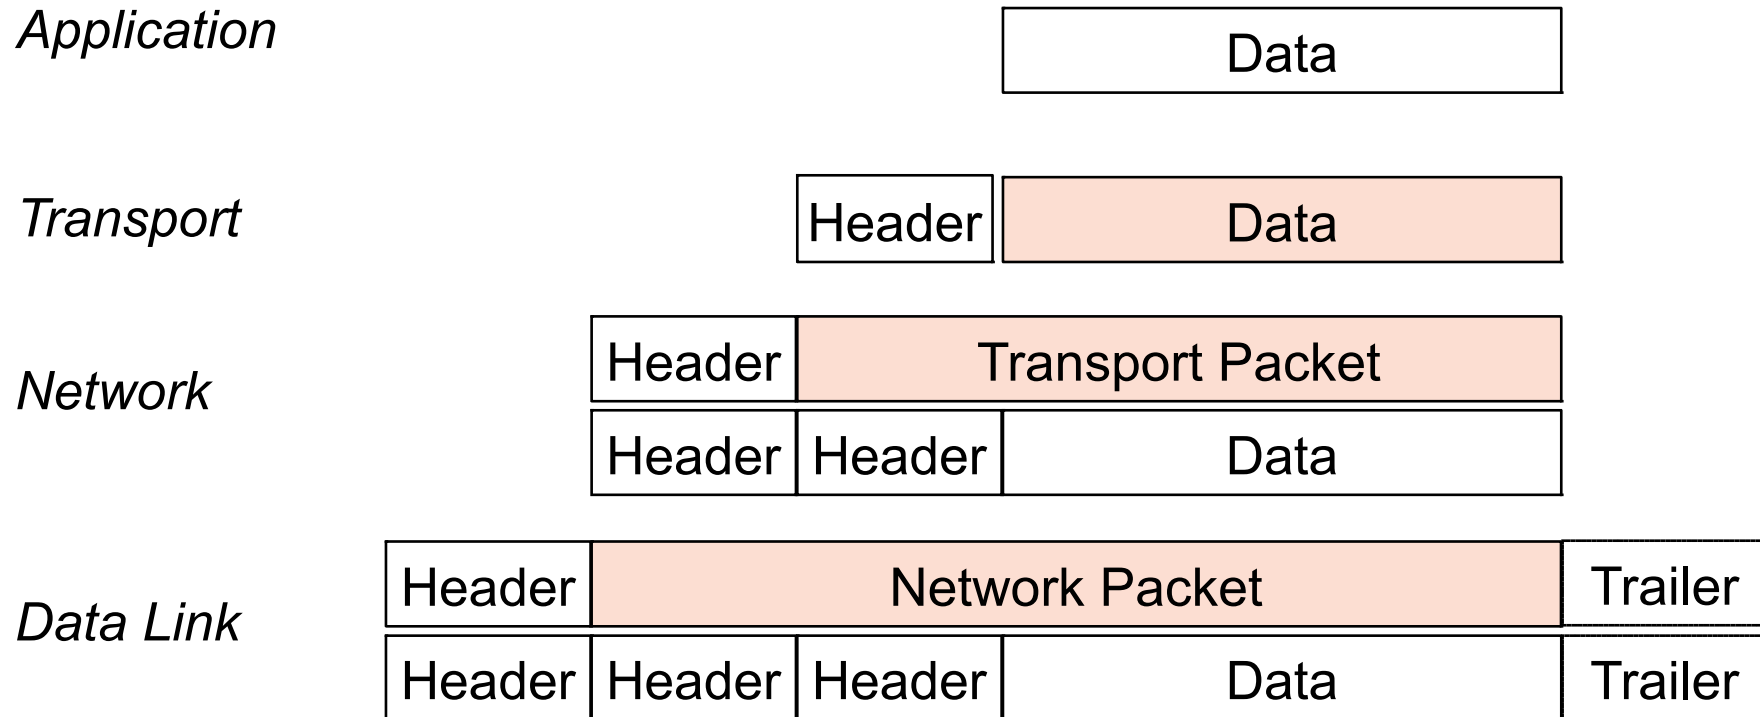 Application
Data
Transport
Header Data
Network
Header Transport Packet
Header Header Data
Data Link
Header Network Packet Trailer
Header Header Header Data Trailer